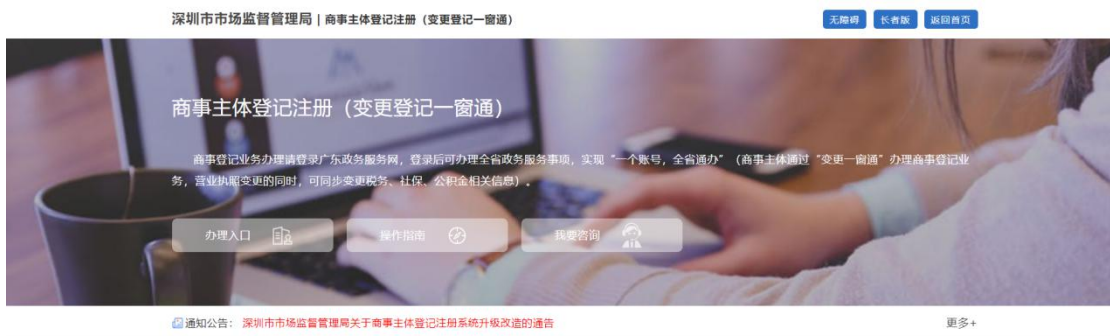 深圳市市场监督管理局 | 商事主体登记注册（变更登记一窗通）
无障碍 长者版 返回首页
商事主体登记注册（变更登记一窗通）
商事登记业务办理请登录广东政务服务网，登录后可办理全省政务服务事项，实现“一个账号，全省通办”（商事主体通过“变更一窗通”办理商事登记业
务，营业执照变更的同时，可同步变更税务、社保、公积金相关信息）。
办理入口 操作指南 我要咨询
通知公告： 深圳市市场监督管理局关于商事主体登记注册系统升级改造的通告 更多+